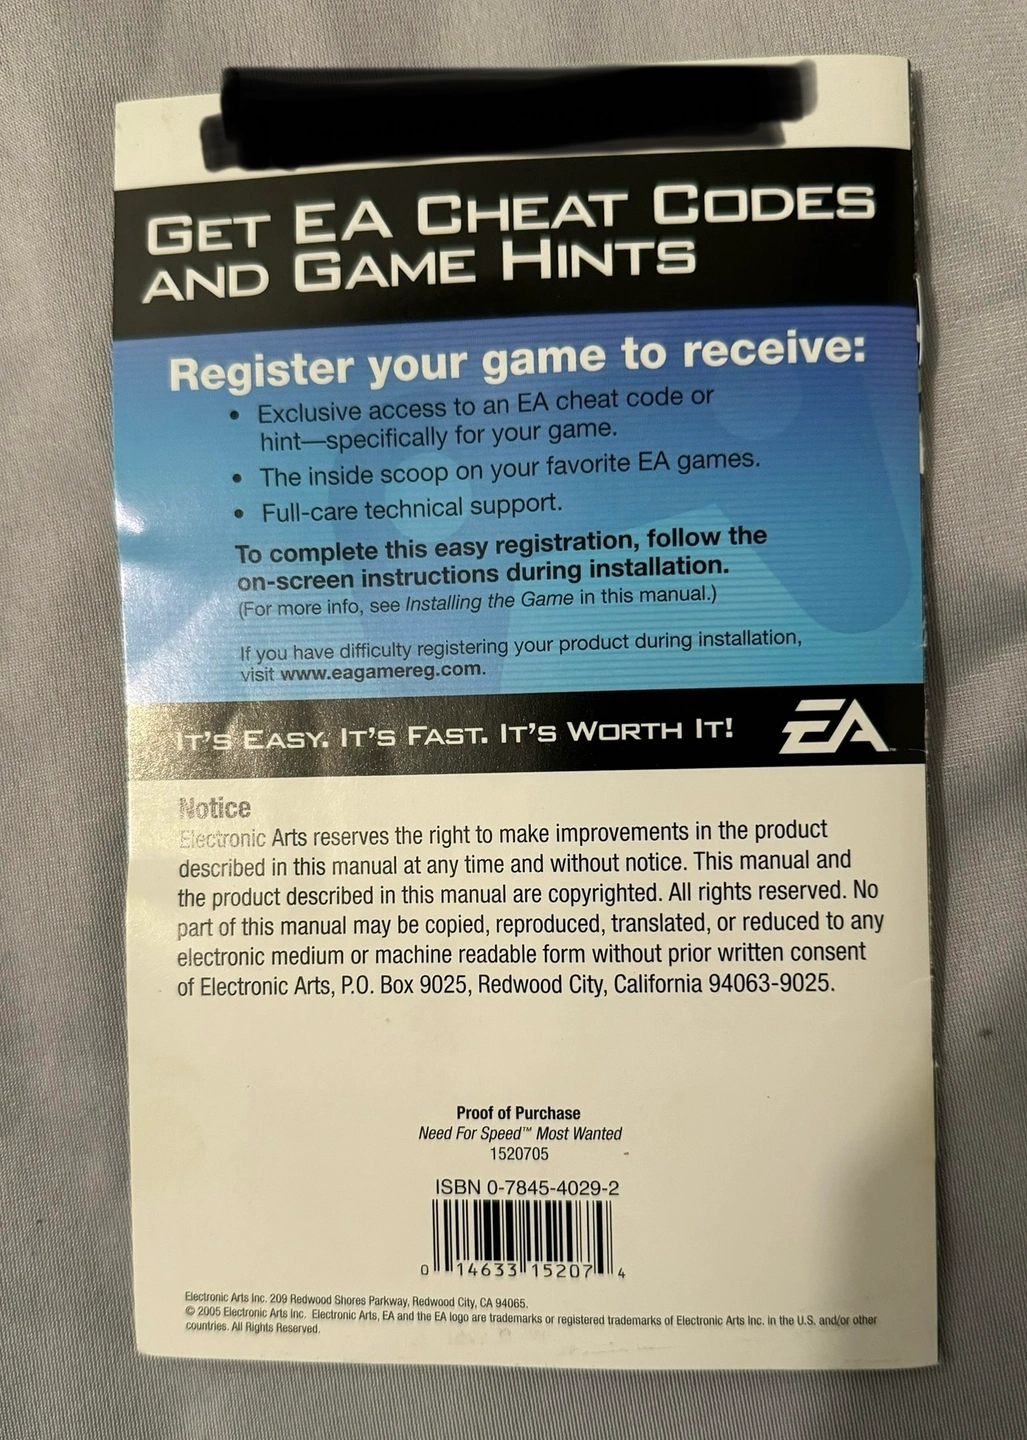 GET EA CHEAT CODES
AND GAME HINTS
Register your game to receive:
• Exclusive access to an EA cheat code or
hint—specifically for your game.
• The inside scoop on your favorite EA games.
• Full-care technical support.
To complete this easy registration, follow the
on-screen instructions during installation.
(For more info, see Installing the Game in this manual.)
If you have difficulty registering your product during installation,
visit www.eagamereg.com.
IT'S EASY. IT'S FAST. IT'S WORTH IT!
EA
Notice
Electronic Arts reserves the right to make improvements in the product
described in this manual at any time and without notice. This manual and
the product described in this manual are copyrighted. All rights reserved. No
part of this manual may be copied, reproduced, translated, or reduced to any
electronic medium or machine readable form without prior written consent
of Electronic Arts, P.O. Box 9025, Redwood City, California 94063-9025.
Proof of Purchase
Need For Speed™ Most Wanted
1520705
ISBN 0-7845-4029-2
0 14633 15207 4
Electronic Arts Inc. 209 Redwood Shores Parkway, Redwood City, CA 94065.
© 2005 Electronic Arts Inc. Electronic Arts, EA and the EA logo are trademarks or registered trademarks of Electronic Arts Inc. in the U.S. and/or other
countries. All Rights Reserved.